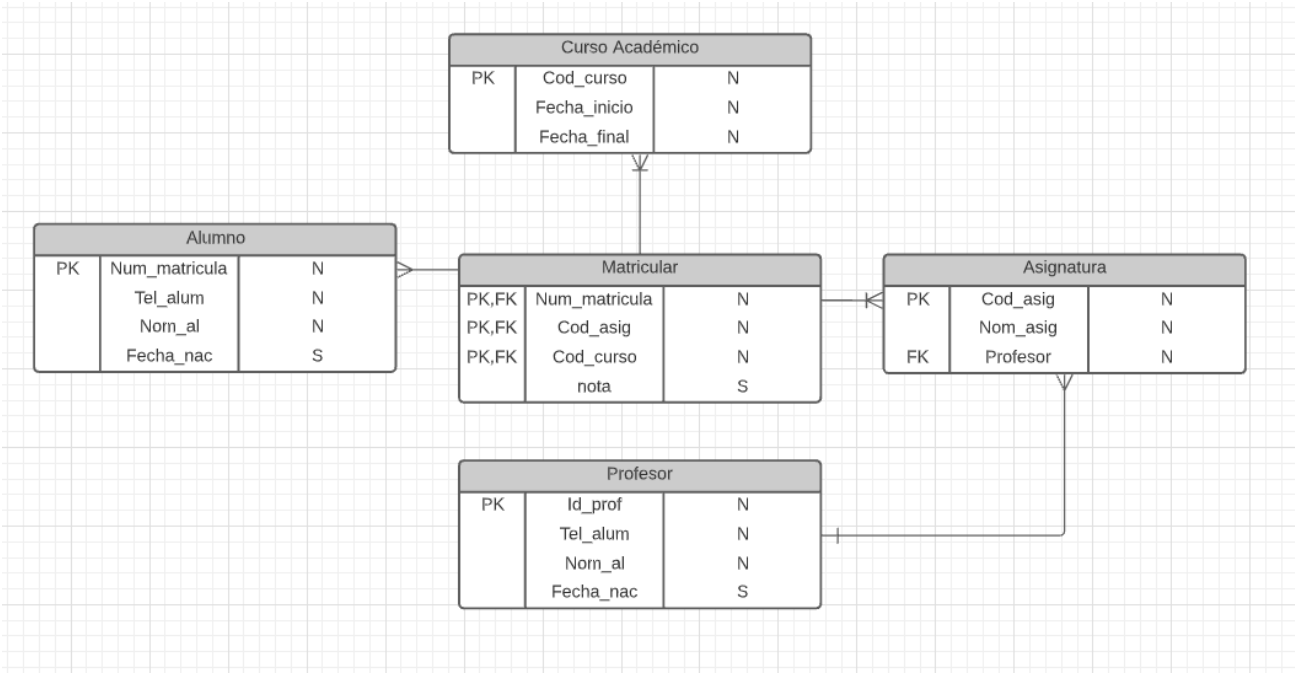 Curso Académico
PK Cod_curso N
Fecha_inicio N
Fecha_final N
Alumno
PK Num_matricula N
Tel_alum N
Nom_al N
Fecha_nac S
Matricular
PK,FK Num_matricula N
PK,FK Cod_asig N
PK,FK Cod_curso N
nota S
Asignatura
PK Cod_asig N
Nom_asig N
FK Profesor N
Profesor
PK Id_prof N
Tel_alum N
Nom_al N
Fecha_nac S